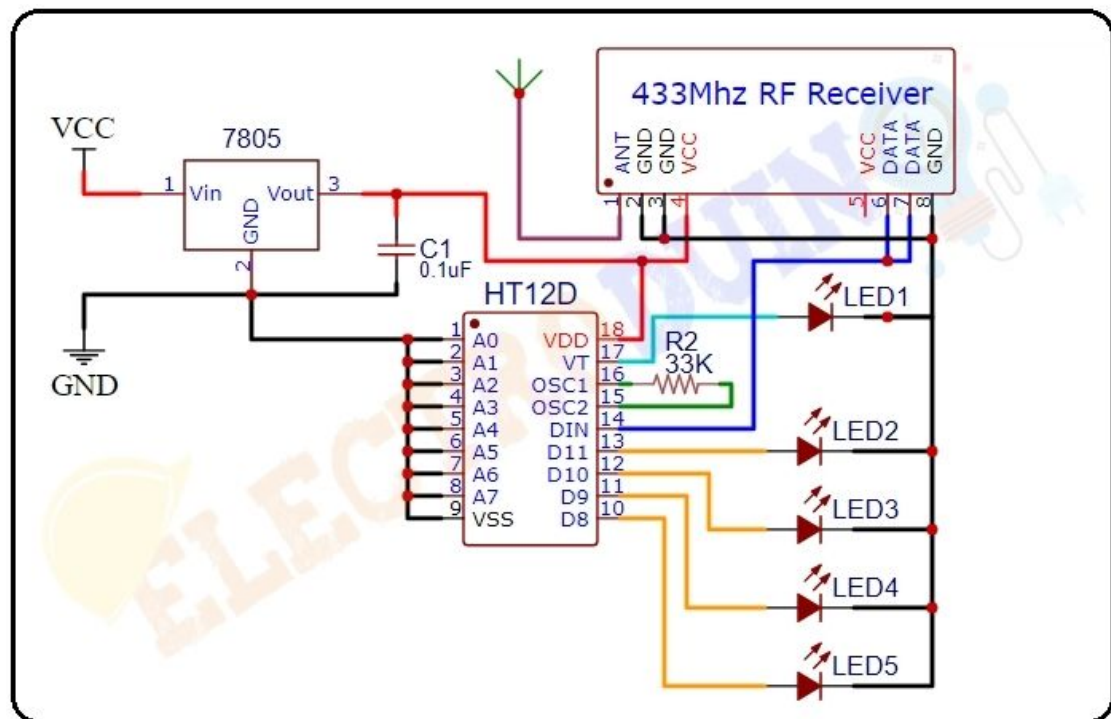 433Mhz RF Receiver
ANT GND GND VCC VCC DATA DATA GND
1 2 3 4 5 6 7 8
VCC
7805
1 Vin Vout 3
GND
2
C1
0.1uF
GND
HT12D
1 A0 VDD 18
2 A1 VT 17
3 A2 OSC1 16
4 A3 OSC2 15
5 A4 DIN 14
6 A5 D11 13
7 A6 D10 12
8 A7 D9 11
9 VSS D8 10
R2
33K
LED1
LED2
LED3
LED4
LED5
ELECTRODUINO